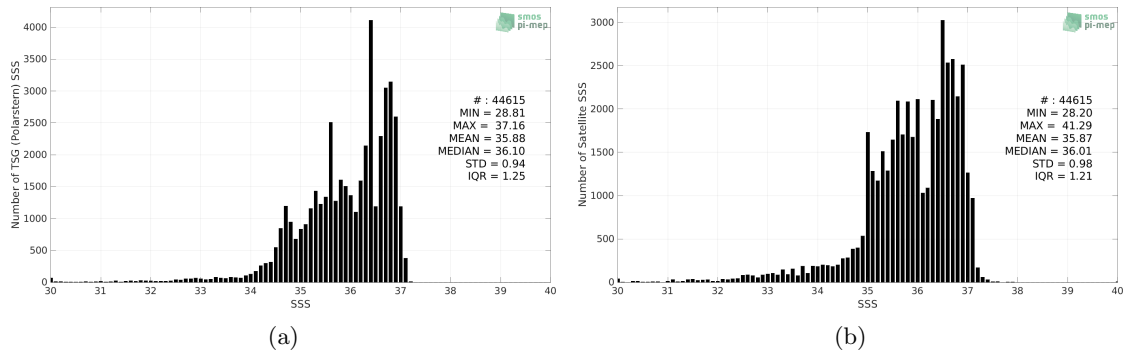 smos
pi-mep
4000
3500
3000
2500
2000
1500
1000
500
0
Number of TSG (Polarstern) SSS
# : 44615
MIN = 28.81
MAX = 37.16
MEAN = 35.88
MEDIAN = 36.10
STD = 0.94
IQR = 1.25
30 31 32 33 34 35 36 37 38 39 40
SSS
(a)
smos
pi-mep
3000
2500
2000
1500
1000
500
0
Number of Satellite SSS
# : 44615
MIN = 28.20
MAX = 41.29
MEAN = 35.87
MEDIAN = 36.01
STD = 0.98
IQR = 1.21
30 31 32 33 34 35 36 37 38 39 40
SSS
(b)